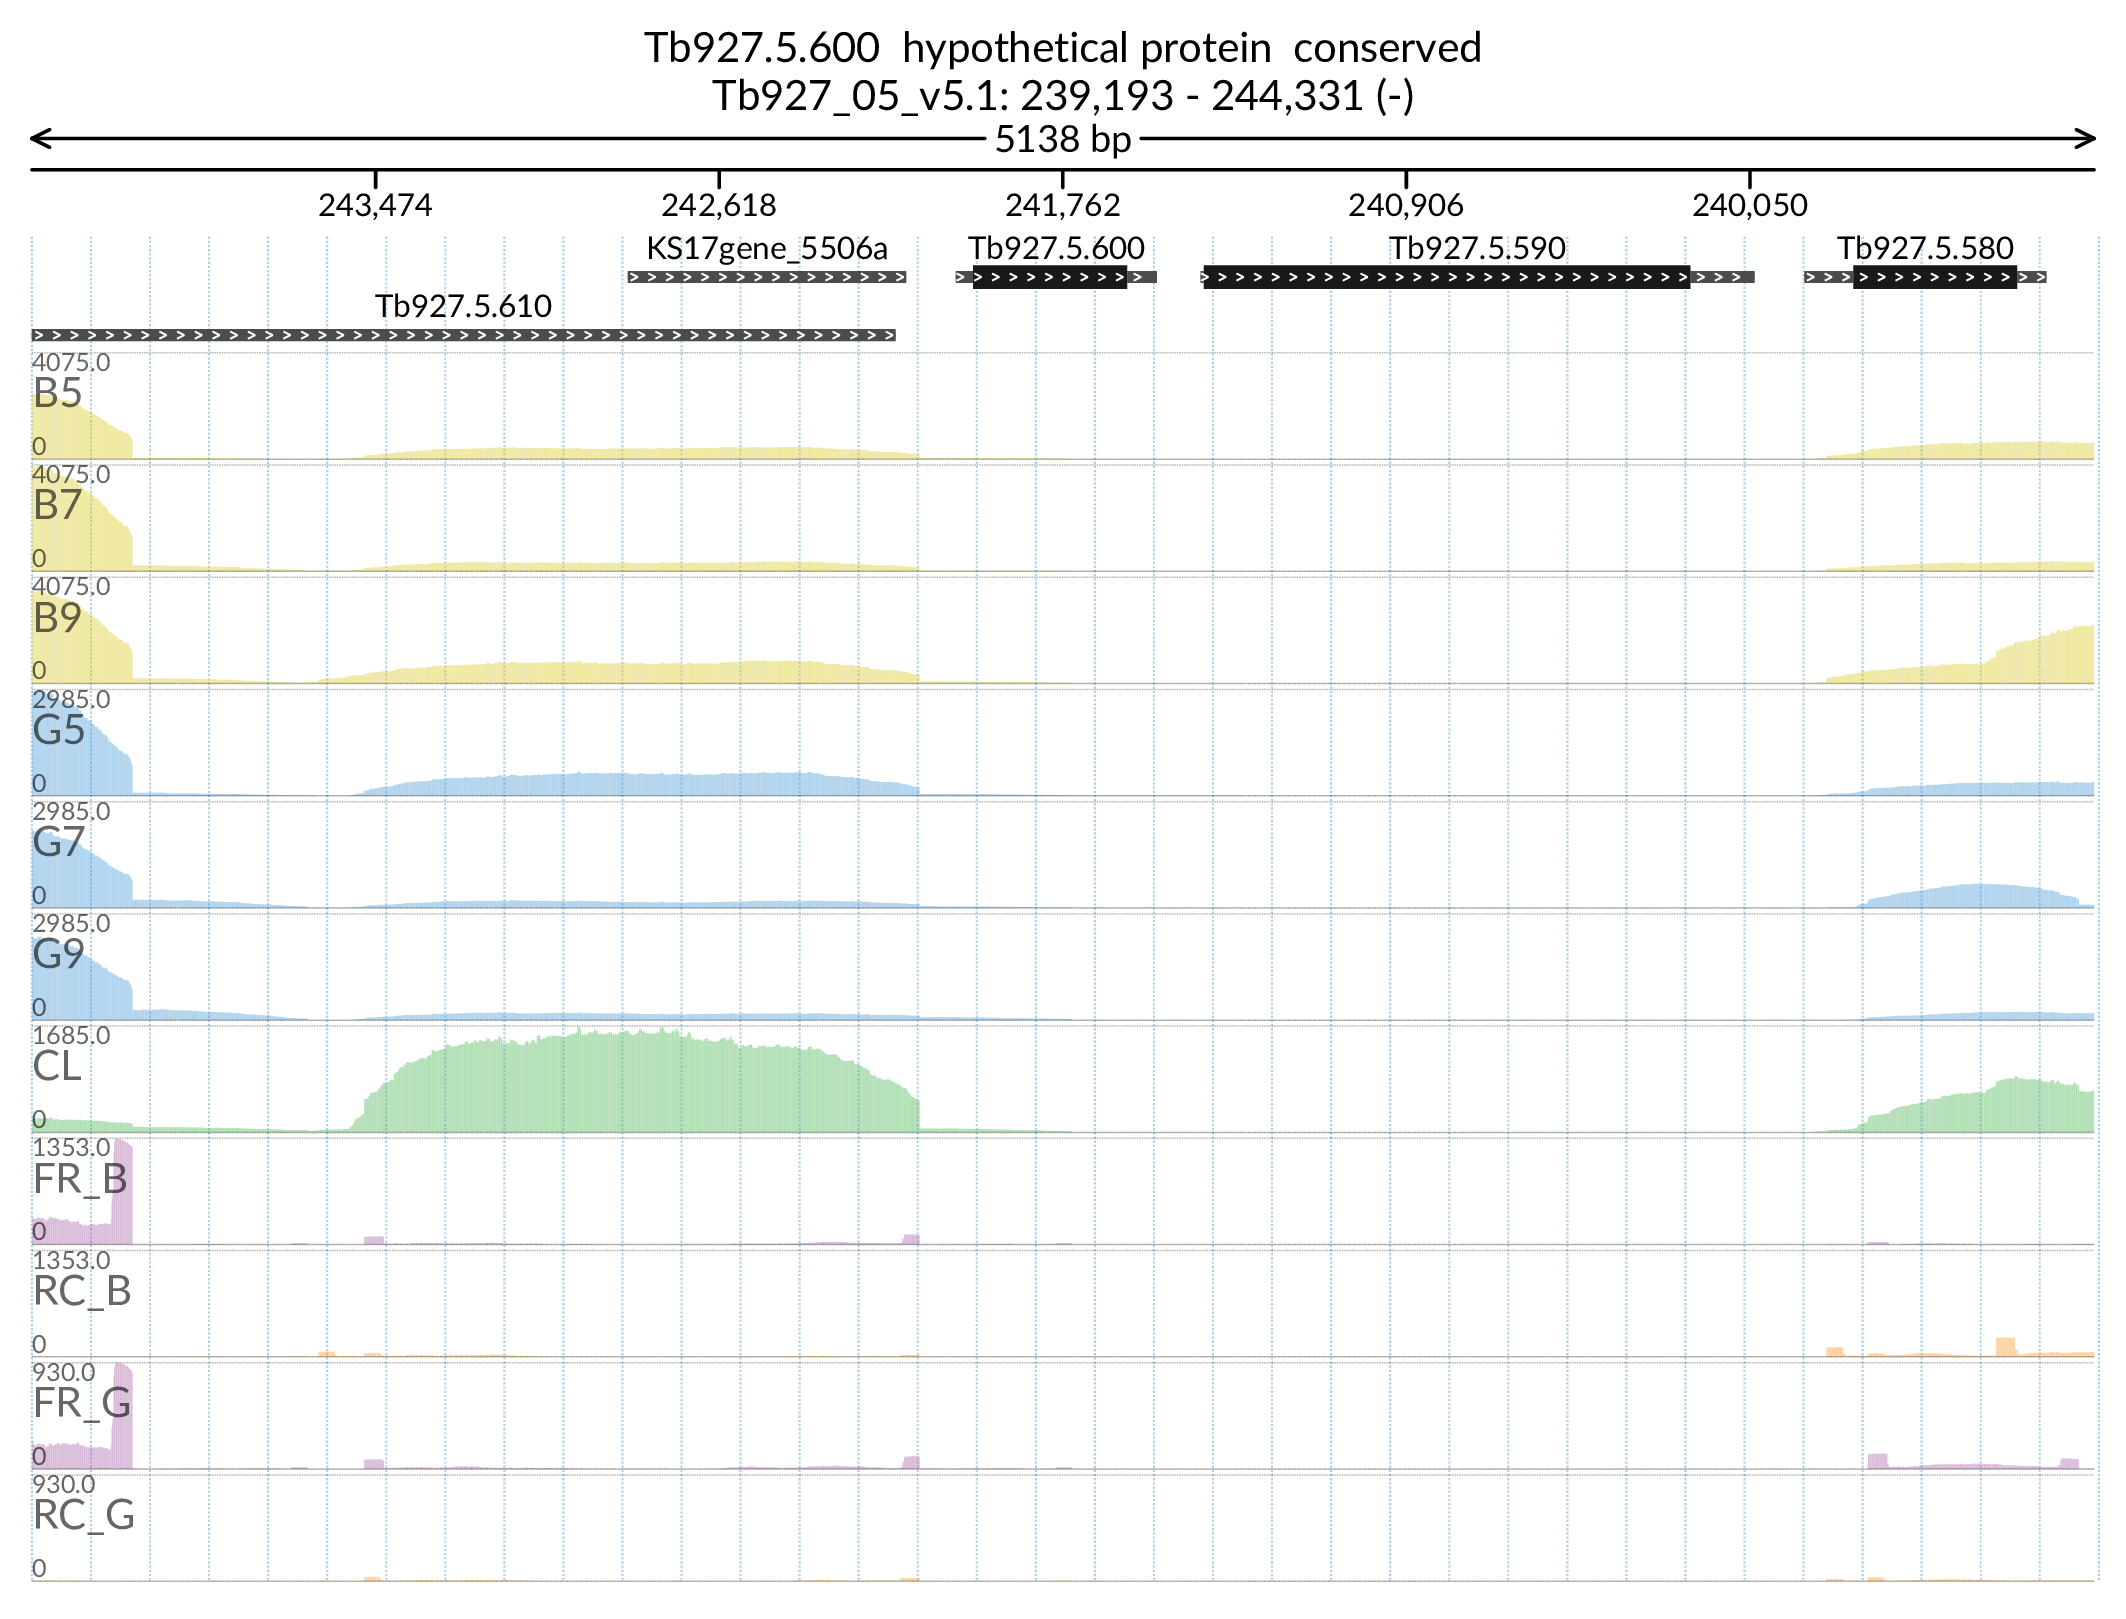 Tb927.5.600  hypothetical protein  conserved
Tb927_05_v5.1: 239,193 - 244,331 (-)
5138 bp
243,474 242,618 241,762 240,906 240,050
KS17gene_5506a Tb927.5.600 Tb927.5.590 Tb927.5.580
Tb927.5.610
4075.0
B5
0
4075.0
B7
0
4075.0
B9
0
2985.0
G5
0
2985.0
G7
0
2985.0
G9
0
1685.0
CL
0
1353.0
FR_B
0
1353.0
RC_B
0
930.0
FR_G
0
930.0
RC_G
0